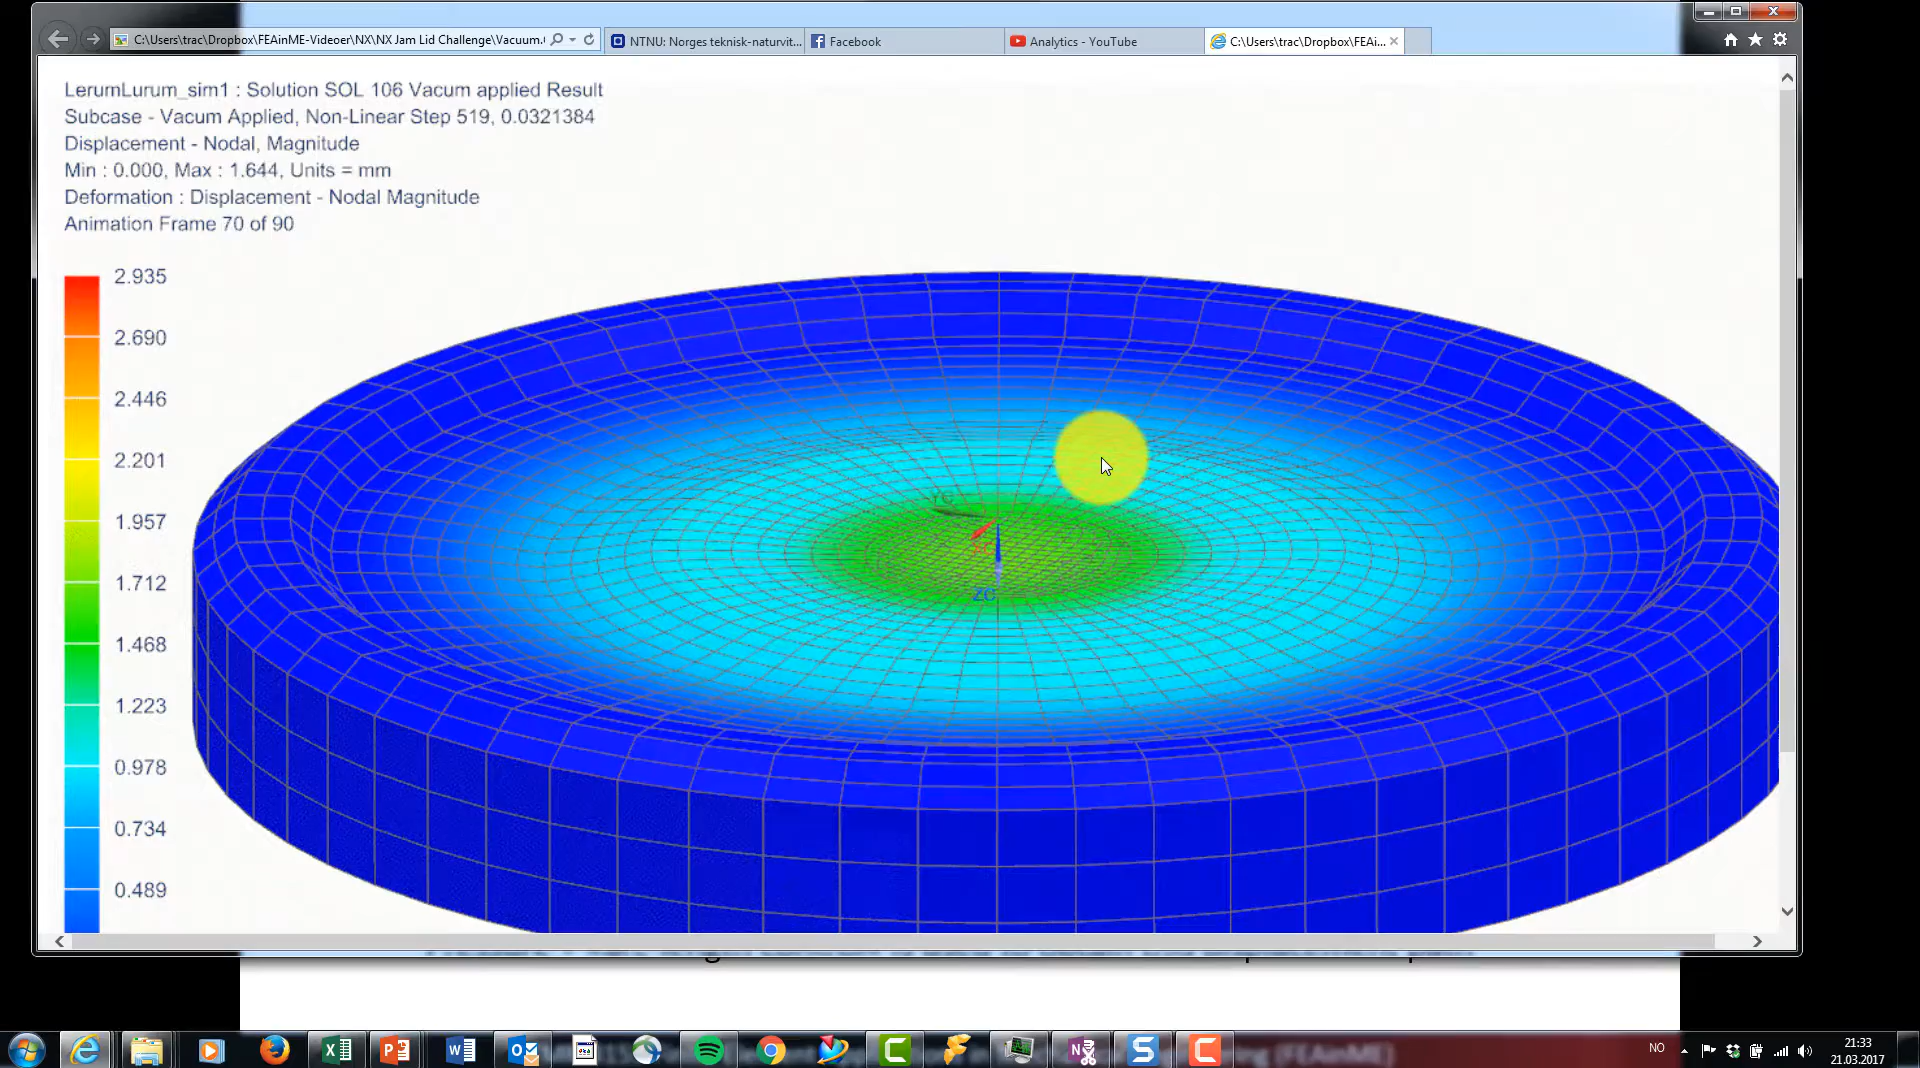 C:\Users\trac\Dropbox\FEAinME-Videoer\NX\NX Jam Lid Challenge\Vacuum.
NTNU: Norges teknisk-naturvit...
Facebook
Analytics - YouTube
C:\Users\trac\Dropbox\FEAi...
LerumLurum_sim1 : Solution SOL 106 Vacum applied Result
Subcase - Vacum Applied, Non-Linear Step 519, 0.0321384
Displacement - Nodal, Magnitude
Min : 0.000, Max : 1.644, Units = mm
Deformation : Displacement - Nodal Magnitude
Animation Frame 70 of 90
2.935
2.690
2.446
2.201
1.957
1.712
1.468
1.223
0.978
0.734
0.489
YC
XC
ZC
(FEAinME)
NO
21:33
21.03.2017